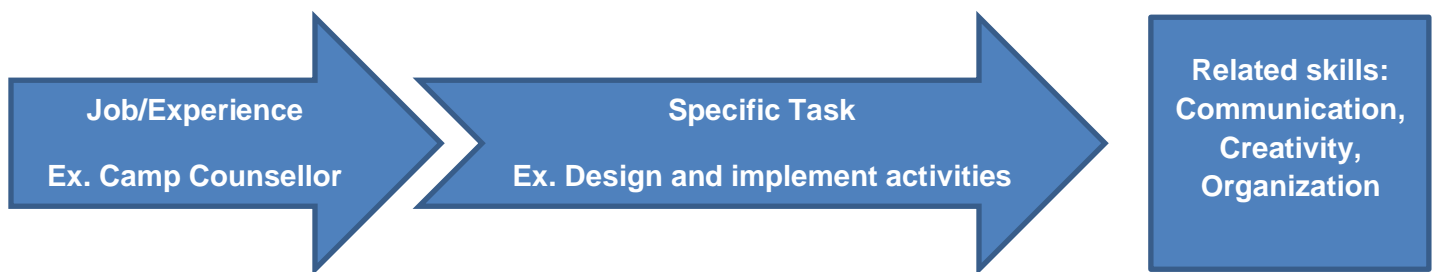 Job/Experience
Ex. Camp Counsellor
Specific Task
Ex. Design and implement activities
Related skills:
Communication,
Creativity,
Organization